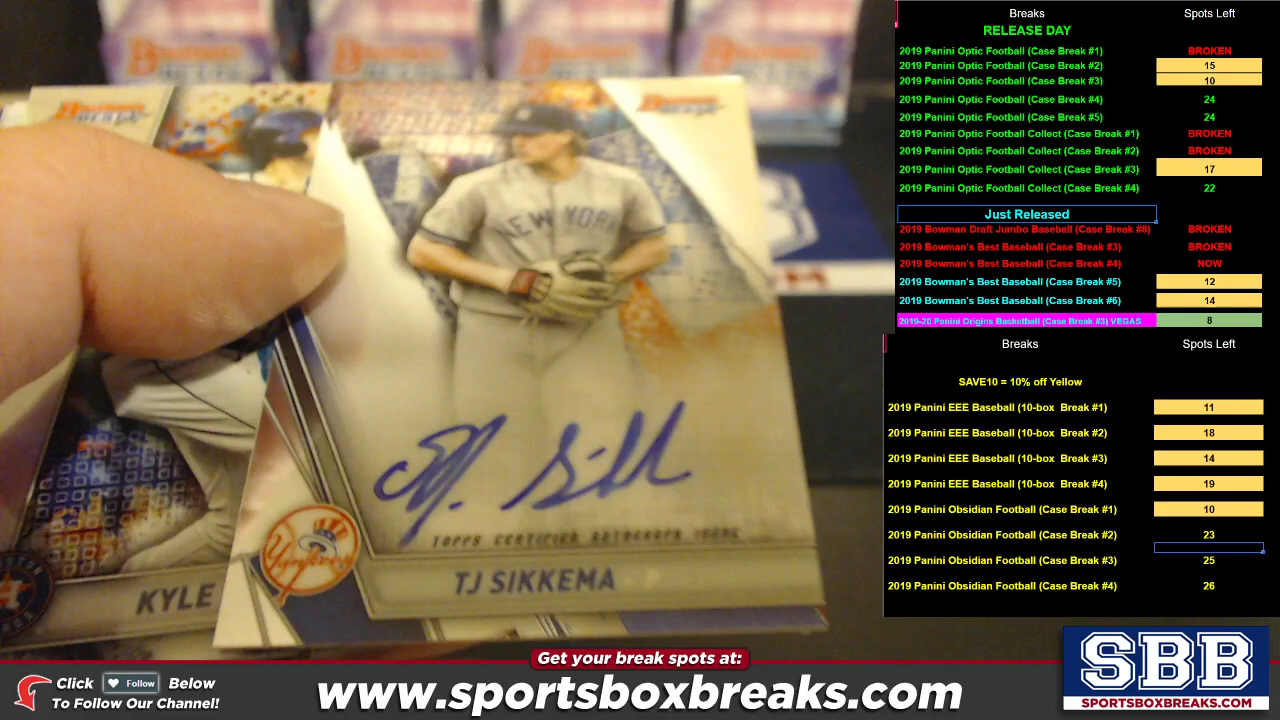 NEW YORK
TOPPS CERTIFIED AUTOGRAPH ISSUE
TJ SIKKEMA
KYLE
Breaks Spots Left
RELEASE DAY
2019 Panini Optic Football (Case Break #1) BROKEN
2019 Panini Optic Football (Case Break #2) 15
2019 Panini Optic Football (Case Break #3) 10
2019 Panini Optic Football (Case Break #4) 24
2019 Panini Optic Football (Case Break #5) 24
2019 Panini Optic Football Collect (Case Break #1) BROKEN
2019 Panini Optic Football Collect (Case Break #2) BROKEN
2019 Panini Optic Football Collect (Case Break #3) 17
2019 Panini Optic Football Collect (Case Break #4) 22
Just Released
2019 Bowman Draft Jumbo Baseball (Case Break #8) BROKEN
2019 Bowman's Best Baseball (Case Break #3) BROKEN
2019 Bowman's Best Baseball (Case Break #4) NOW
2019 Bowman's Best Baseball (Case Break #5) 12
2019 Bowman's Best Baseball (Case Break #6) 14
2019-20 Panini Origins Basketball (Case Break #3) VEGAS 8
Breaks Spots Left
SAVE10 = 10% off Yellow
2019 Panini EEE Baseball (10-box Break #1) 11
2019 Panini EEE Baseball (10-box Break #2) 18
2019 Panini EEE Baseball (10-box Break #3) 14
2019 Panini EEE Baseball (10-box Break #4) 19
2019 Panini Obsidian Football (Case Break #1) 10
2019 Panini Obsidian Football (Case Break #2) 23
2019 Panini Obsidian Football (Case Break #3) 25
2019 Panini Obsidian Football (Case Break #4) 26
Get your break spots at:
Click Follow Below
To Follow Our Channel!
www.sportsboxbreaks.com
SBB
SPORTSBOXBREAKS.COM